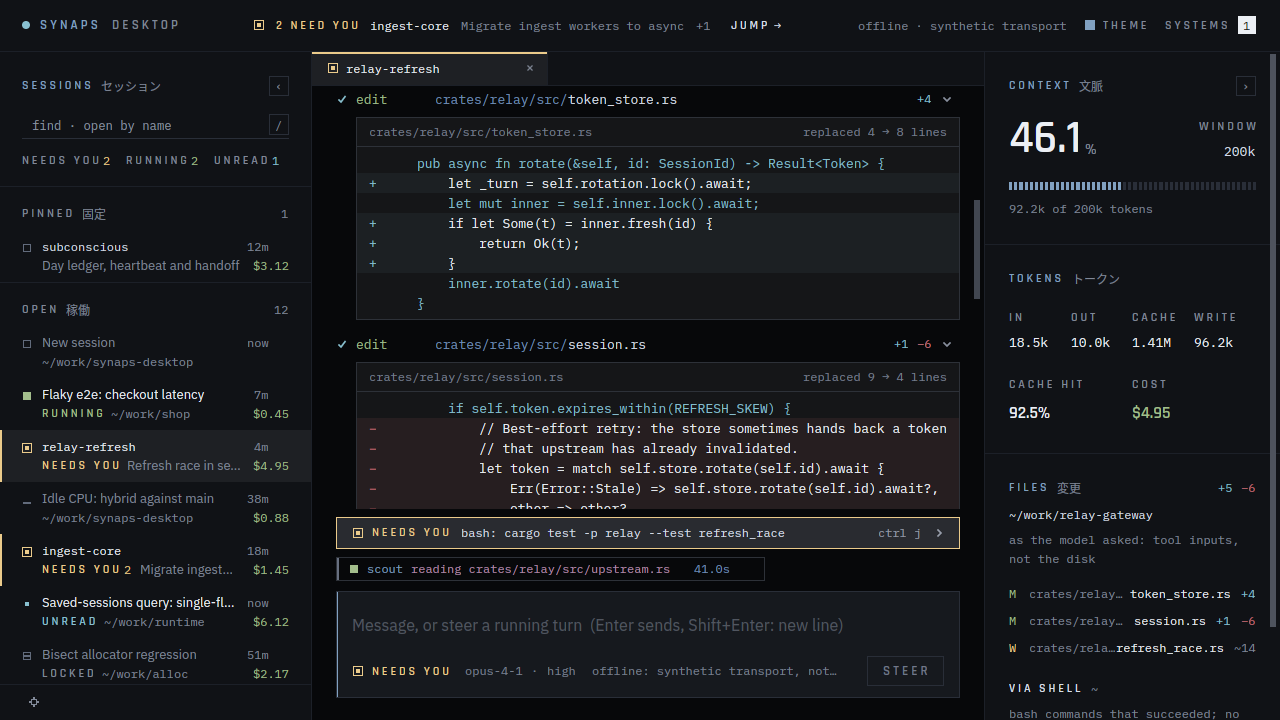 SYNAPS DESKTOP
2 NEED YOU ingest-core Migrate ingest workers to async +1 JUMP →
offline · synthetic transport THEME SYSTEMS 1
SESSIONS セッション ‹
find · open by name /
NEEDS YOU 2 RUNNING 2 UNREAD 1
PINNED 固定 1
subconscious 12m
Day ledger, heartbeat and handoff $3.12
OPEN 稼働 12
New session now
~/work/synaps-desktop
Flaky e2e: checkout latency 7m
RUNNING ~/work/shop $0.45
relay-refresh 4m
NEEDS YOU Refresh race in se… $4.95
Idle CPU: hybrid against main 38m
~/work/synaps-desktop $0.88
ingest-core 18m
NEEDS YOU 2 Migrate ingest… $1.45
Saved-sessions query: single-fl… now
UNREAD ~/work/runtime $6.12
Bisect allocator regression 51m
LOCKED ~/work/alloc $2.17
relay-refresh ×
edit crates/relay/src/token_store.rs +4
crates/relay/src/token_store.rs replaced 4 → 8 lines
pub async fn rotate(&self, id: SessionId) -> Result<Token> {
+ let _turn = self.rotation.lock().await;
let mut inner = self.inner.lock().await;
+ if let Some(t) = inner.fresh(id) {
+ return Ok(t);
+ }
inner.rotate(id).await
}
edit crates/relay/src/session.rs +1 −6
crates/relay/src/session.rs replaced 9 → 4 lines
if self.token.expires_within(REFRESH_SKEW) {
− // Best-effort retry: the store sometimes hands back a token
− // that upstream has already invalidated.
− let token = match self.store.rotate(self.id).await {
− Err(Error::Stale) => self.store.rotate(self.id).await?,
− other => other?
NEEDS YOU bash: cargo test -p relay --test refresh_race ctrl j ›
scout reading crates/relay/src/upstream.rs 41.0s
Message, or steer a running turn (Enter sends, Shift+Enter: new line)
NEEDS YOU opus-4-1 · high offline: synthetic transport, not… STEER
CONTEXT 文脈 ›
46.1% WINDOW
200k
92.2k of 200k tokens
TOKENS トークン
IN OUT CACHE WRITE
18.5k 10.0k 1.41M 96.2k
CACHE HIT COST
92.5% $4.95
FILES 変更 +5 −6
~/work/relay-gateway
as the model asked: tool inputs,
not the disk
M crates/relay… token_store.rs +4
M crates/relay… session.rs +1 −6
W crates/rela…refresh_race.rs ~14
VIA SHELL ~
bash commands that succeeded; no